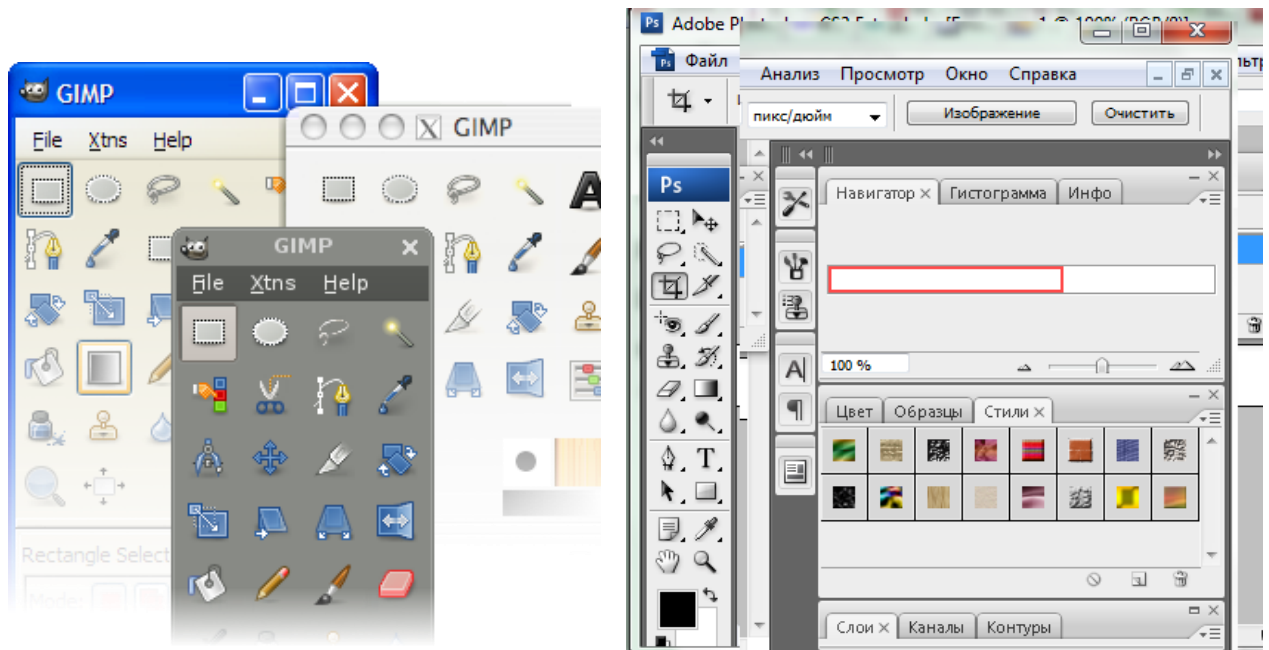 GIMP
File Xtns Help
GIMP
GIMP
File Xtns Help
Rectangle Select
Mode:
Ps Adobe
Файл
Анализ Просмотр Окно Справка
пикс/дюйм Изображение Очистить
Ps
Навигатор Гистограмма Инфо
100 %
Цвет Образцы Стили
Слои Каналы Контуры